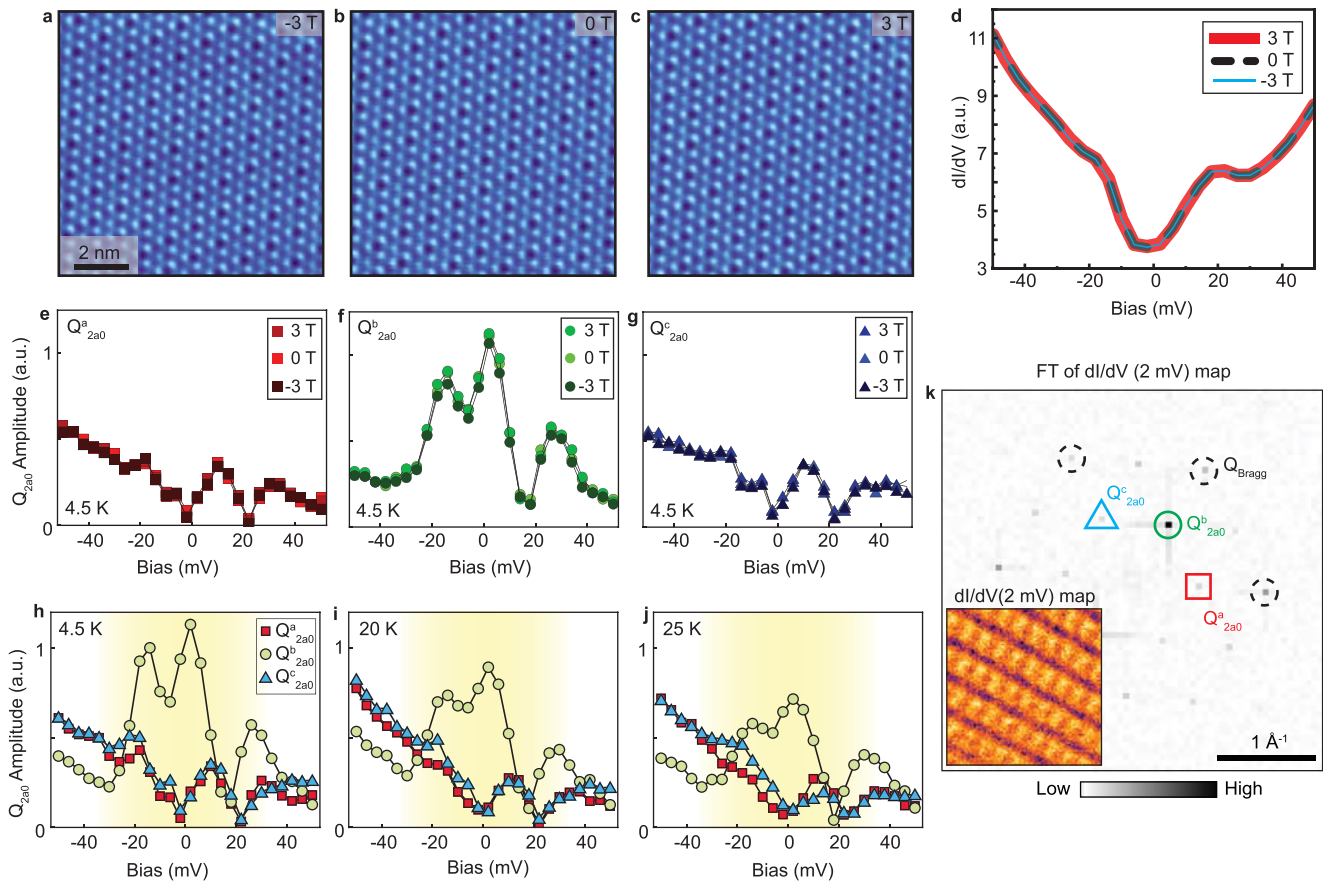 a
-3 T
2 nm
b
0 T
c
3 T
d
dI/dV (a.u.)
11
9
7
5
3
3 T
0 T
-3 T
-40 -20 0 20 40
Bias (mV)
e
Q^a_2a0
3 T
0 T
-3 T
Q_2a0 Amplitude (a.u.)
1
0
4.5 K
-40 -20 0 20 40
Bias (mV)
f
Q^b_2a0
3 T
0 T
-3 T
4.5 K
-40 -20 0 20 40
Bias (mV)
g
Q^c_2a0
3 T
0 T
-3 T
4.5 K
-40 -20 0 20 40
Bias (mV)
h
4.5 K
Q^a_2a0
Q^b_2a0
Q^c_2a0
Q_2a0 Amplitude (a.u.)
1
0
-40 -20 0 20 40
Bias (mV)
i
20 K
1
0
-40 -20 0 20 40
Bias (mV)
j
25 K
1
0
-40 -20 0 20 40
Bias (mV)
FT of dI/dV (2 mV) map
k
Q_Bragg
Q^c_2a0
Q^b_2a0
Q^a_2a0
dI/dV(2 mV) map
1 Å⁻¹
Low
High